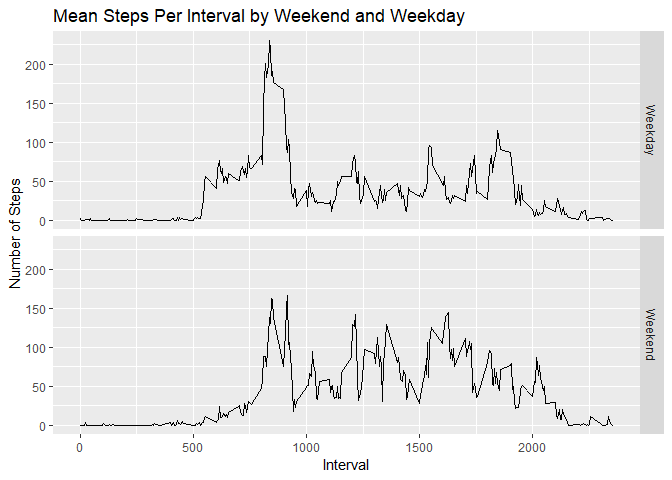 Mean Steps Per Interval by Weekend and Weekday
Number of Steps
200
150
100
50
0
Weekday
200
150
100
50
0
Weekend
0 500 1000 1500 2000
Interval